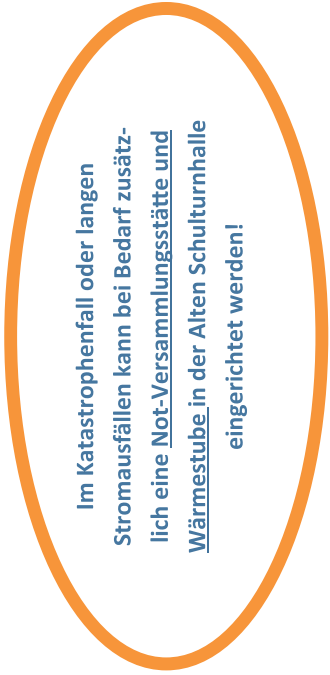 Im Katastrophenfall oder langen
Stromausfällen kann bei Bedarf zusätz-
lich eine Not-Versammlungsstätte und
Wärmestube in der Alten Schulturnhalle
eingerichtet werden!